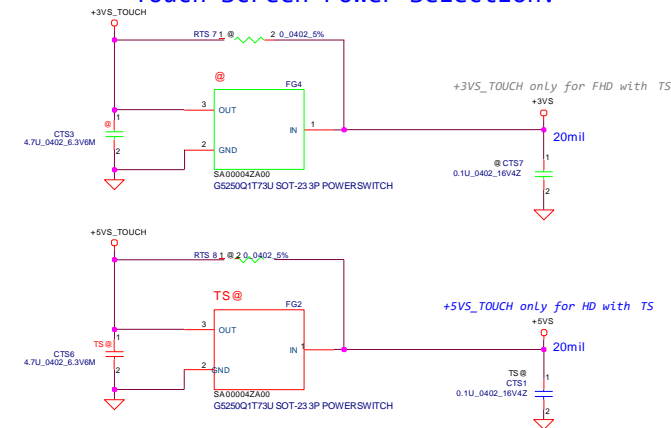 Touch Screen Power Selection.
+3VS_TOUCH
RTS 7 1 @ 2 0_0402_5%
@
FG4
+3VS_TOUCH only for FHD with TS
+3VS
3 OUT
IN 1
20mil
@ 1
CTS3
4.7U_0402_6.3V6M
2
2 GND
@ CTS7 1
0.1U_0402_16V4Z
2
SA00004ZA00
G5250Q1T73U SOT-23 3P POWERSWITCH
+5VS_TOUCH
RTS 8 1 @ 2 0_0402_5%
TS@
FG2
+5VS_TOUCH only for HD with TS
+5VS
3 OUT
IN 1
20mil
TS@ 1
CTS6
4.7U_0402_6.3V6M
2
2 GND
TS@
CTS1 1
0.1U_0402_16V4Z
2
SA00004ZA00
G5250Q1T73U SOT-23 3P POWERSWITCH